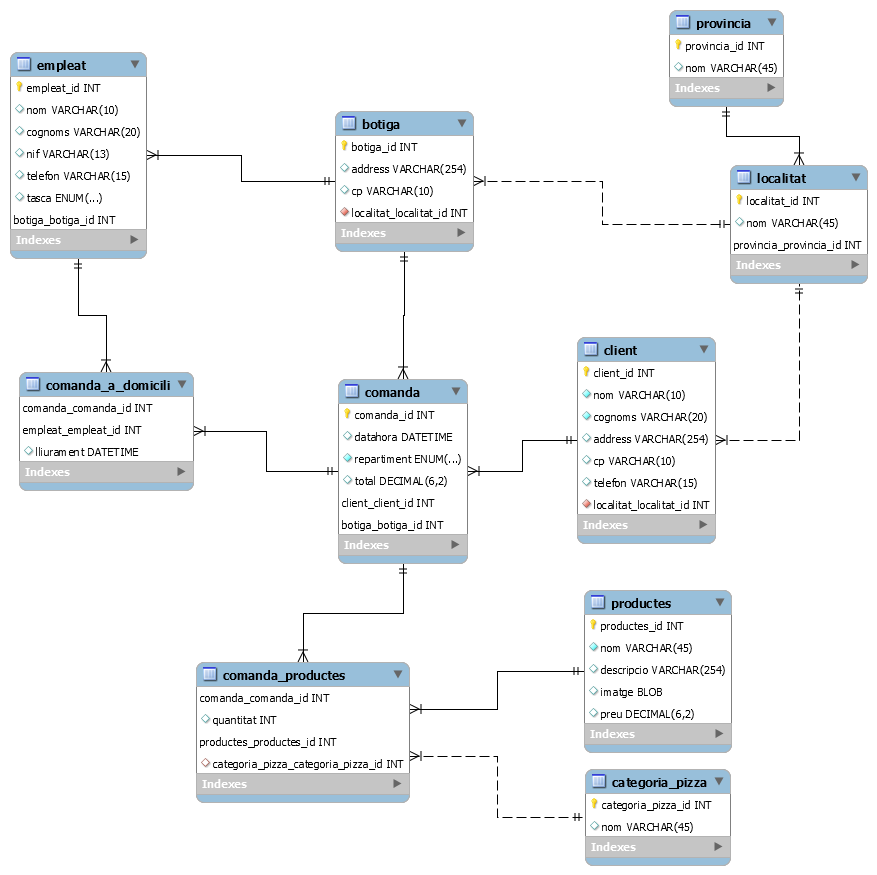 provincia
provincia_id INT
nom VARCHAR(45)
Indexes
empleat
empleat_id INT
nom VARCHAR(10)
cognoms VARCHAR(20)
nif VARCHAR(13)
telefon VARCHAR(15)
tasca ENUM(...)
botiga_botiga_id INT
Indexes
botiga
botiga_id INT
address VARCHAR(254)
cp VARCHAR(10)
localitat_localitat_id INT
Indexes
localitat
localitat_id INT
nom VARCHAR(45)
provincia_provincia_id INT
Indexes
client
client_id INT
nom VARCHAR(10)
cognoms VARCHAR(20)
address VARCHAR(254)
cp VARCHAR(10)
telefon VARCHAR(15)
localitat_localitat_id INT
Indexes
comanda_a_domicili
comanda_comanda_id INT
empleat_empleat_id INT
lliurament DATETIME
Indexes
comanda
comanda_id INT
datahora DATETIME
repartiment ENUM(...)
total DECIMAL(6,2)
client_client_id INT
botiga_botiga_id INT
Indexes
productes
productes_id INT
nom VARCHAR(45)
descripcio VARCHAR(254)
imatge BLOB
preu DECIMAL(6,2)
Indexes
comanda_productes
comanda_comanda_id INT
quantitat INT
productes_productes_id INT
categoria_pizza_categoria_pizza_id INT
Indexes
categoria_pizza
categoria_pizza_id INT
nom VARCHAR(45)
Indexes